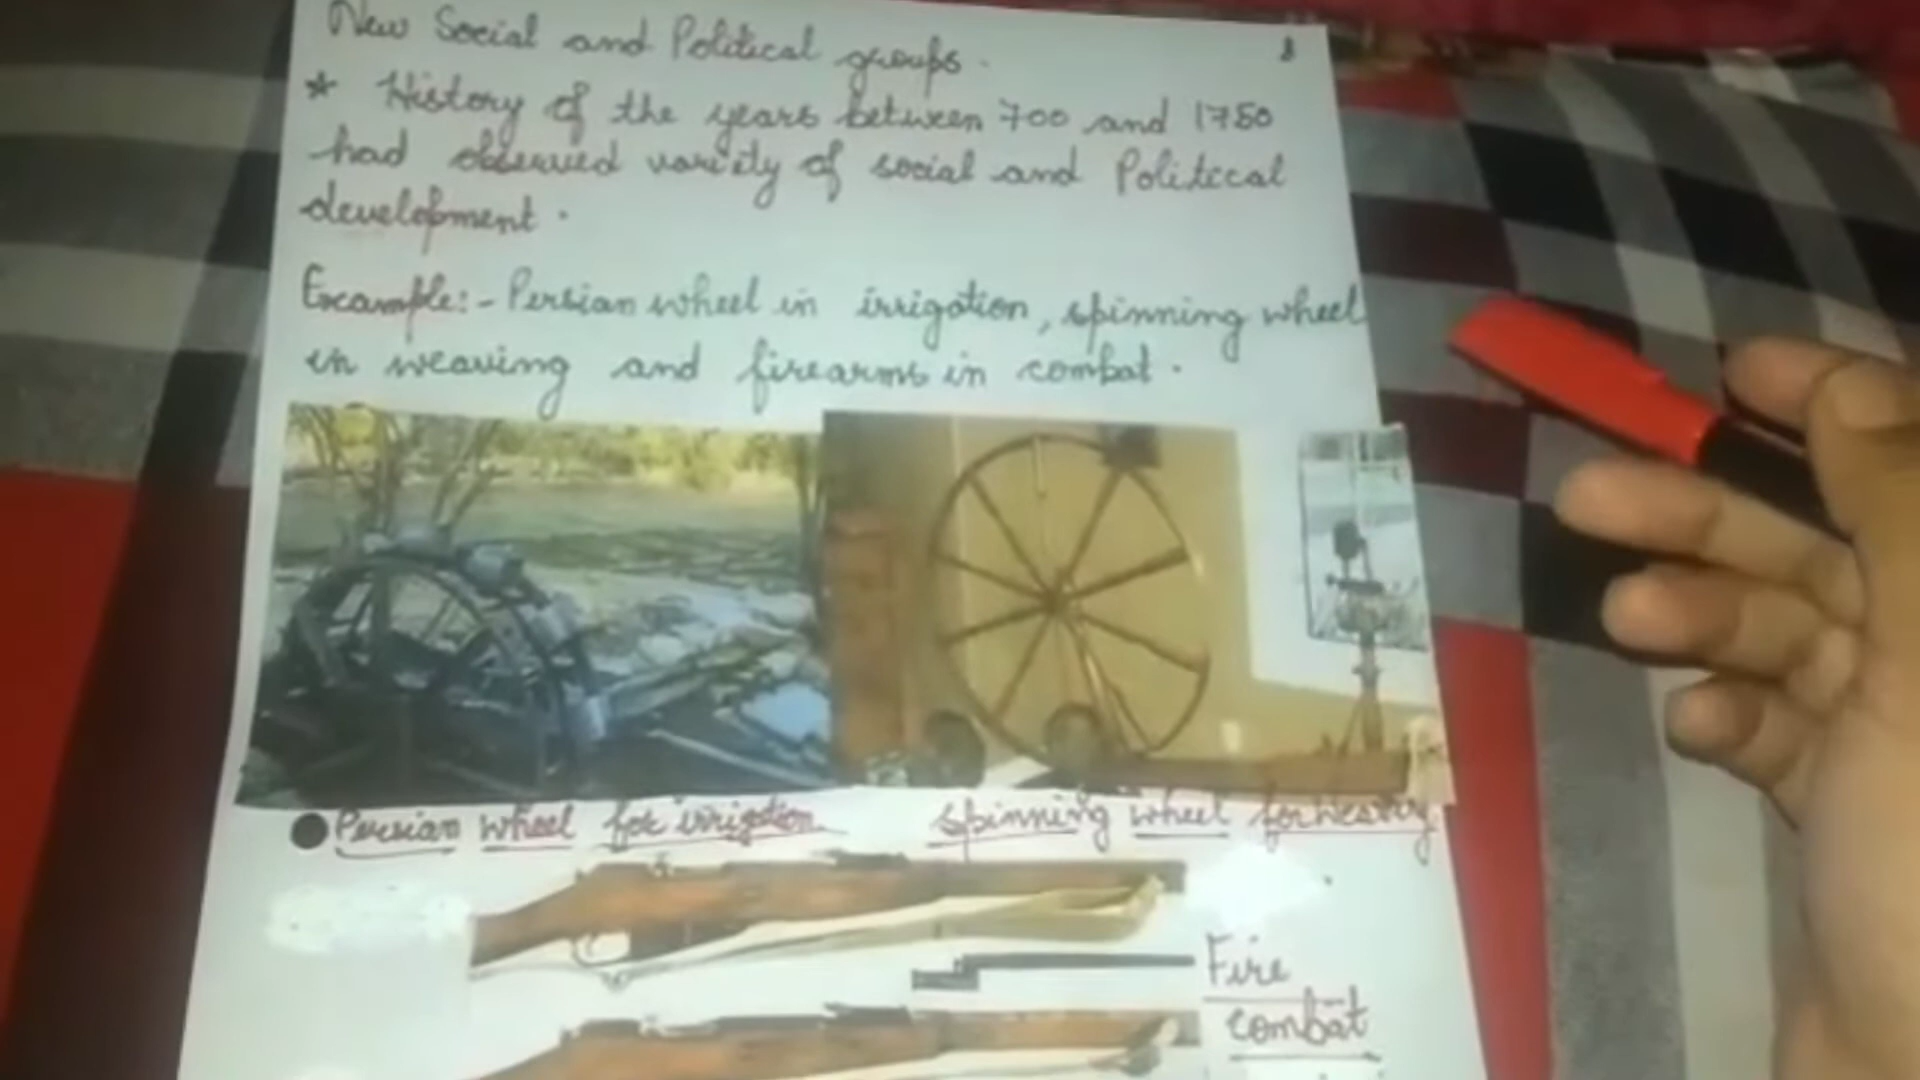 New Social and Political groups.
* History of the years between 700 and 1750
had observed variety of social and Political
development.
Example:- Persian wheel in irrigation, spinning wheel
in weaving and firearms in combat.
Persian wheel for irrigation
spinning wheel for
Fire
combat